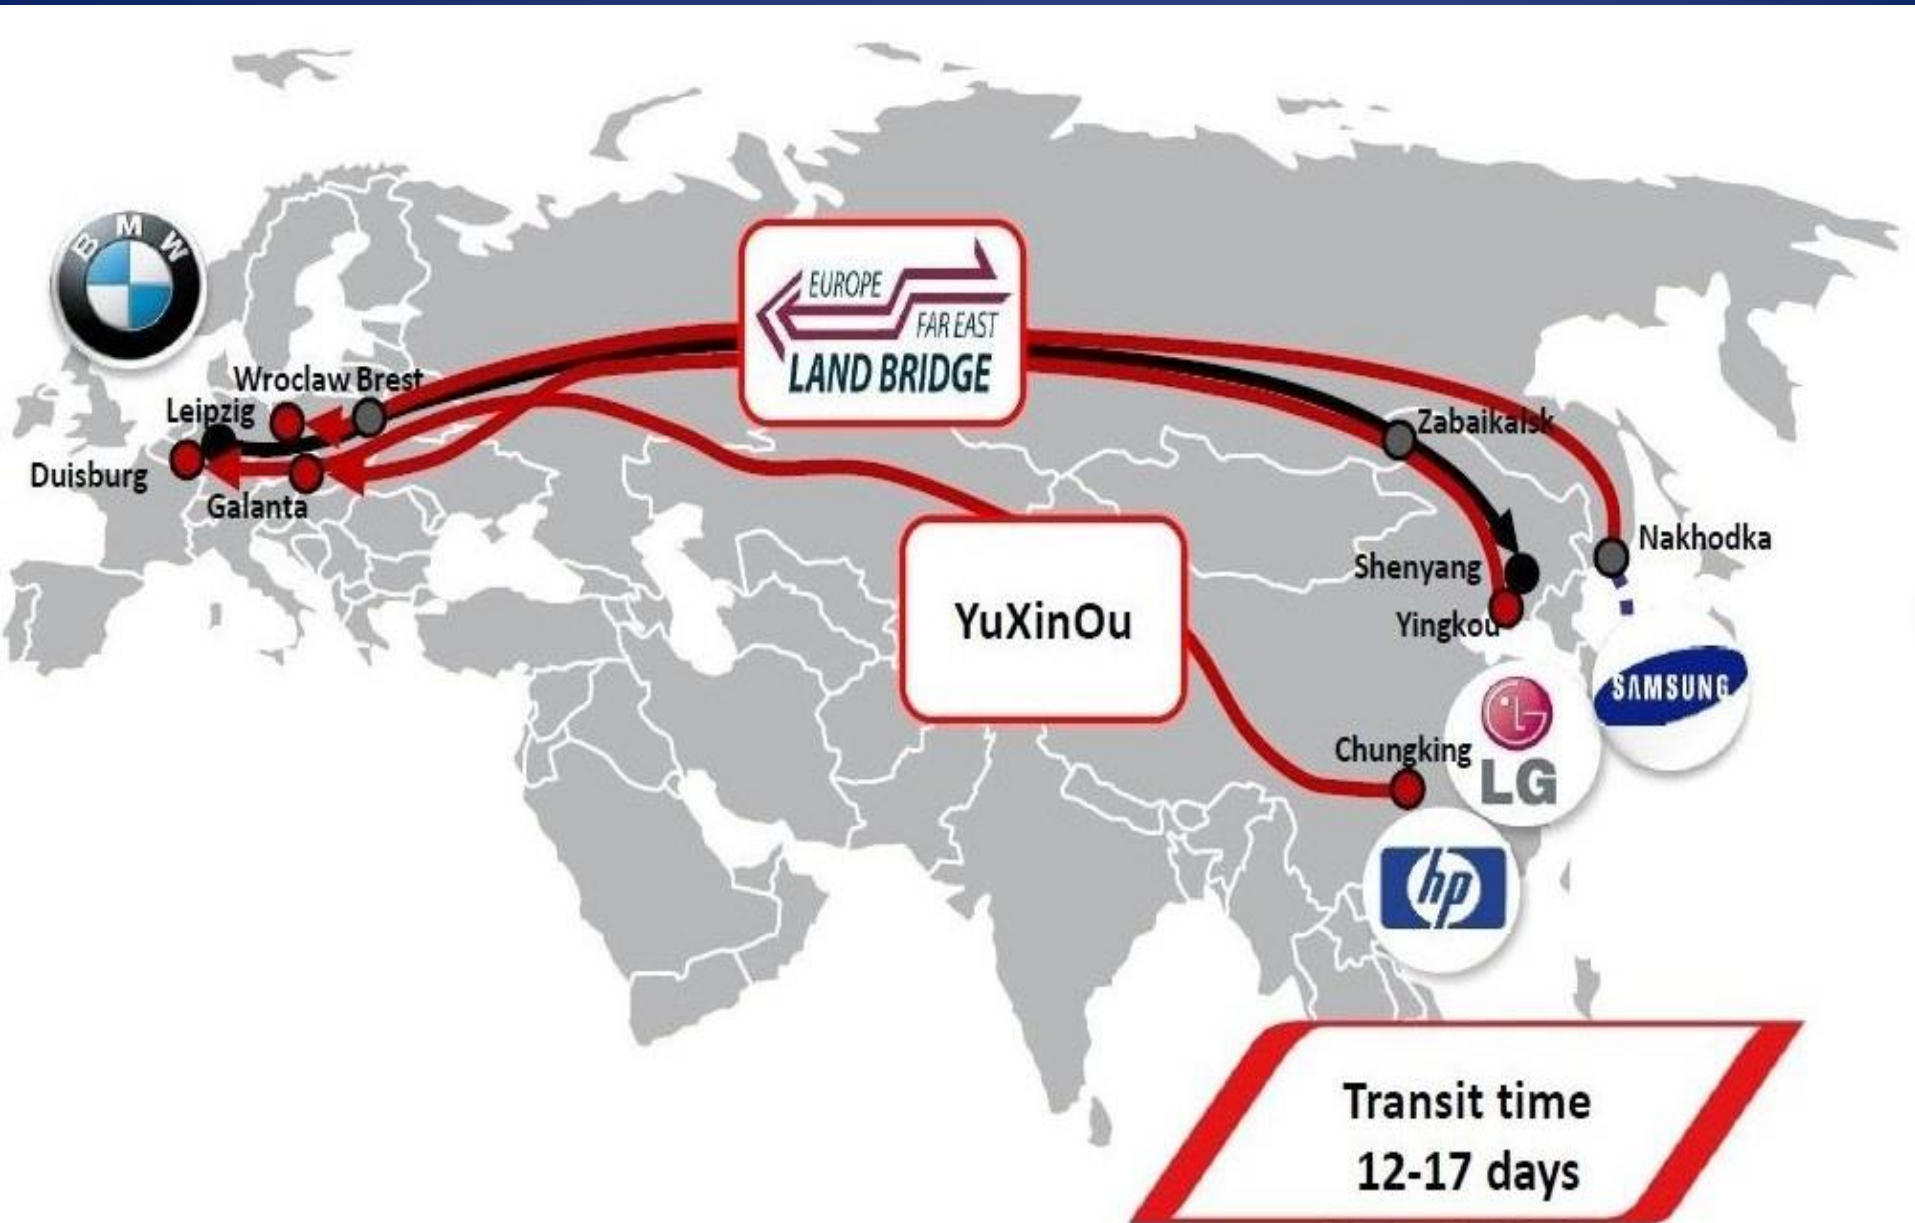 BMW
EUROPE
FAR EAST
LAND BRIDGE
Wroclaw Brest
Leipzig
Duisburg
Galanta
Zabaikalsk
Nakhodka
Shenyang
Yingkou
YuXinOu
SAMSUNG
LG
Chungking
hp
Transit time
12-17 days